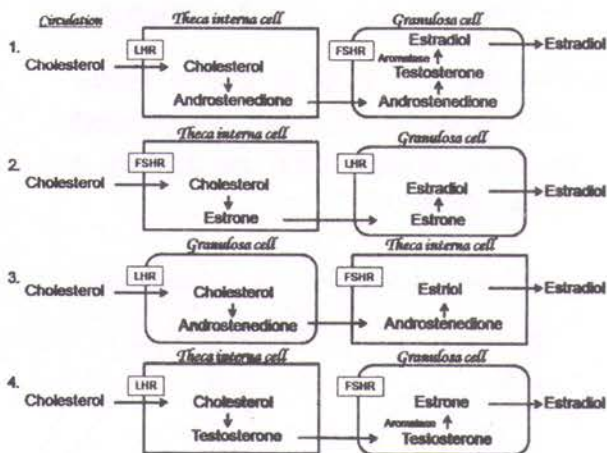 Circulation Theca interna cell Granulosa cell
1. LHR FSHR Estradiol Estradiol
Cholesterol Cholesterol Aromatase Testosterone
Androstenedione Androstenedione
Theca interna cell Granulosa cell
2. FSHR LHR
Cholesterol Cholesterol Estradiol Estradiol
Estrone Estrone
Granulosa cell Theca interna cell
3. LHR FSHR
Cholesterol Cholesterol Estriol Estradiol
Androstenedione Androstenedione
Theca interna cell Granulosa cell
4. LHR FSHR
Cholesterol Cholesterol Estrone Estradiol
Aromatase
Testosterone Testosterone